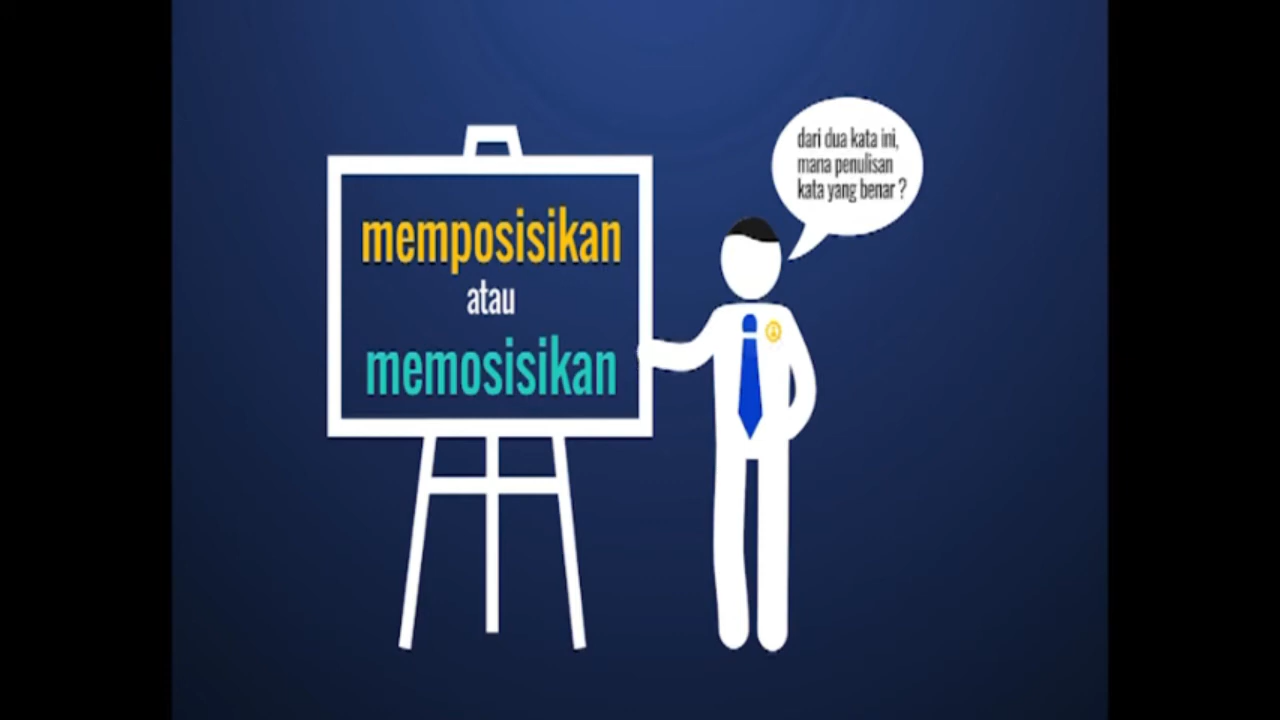 memposisikan
atau
memosisikan
dari dua kata ini,
mana penulisan
kata yang benar ?